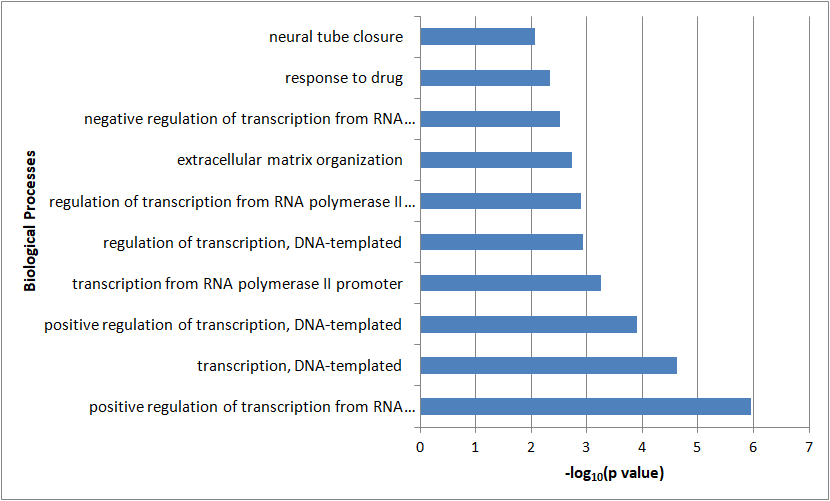 neural tube closure
response to drug
negative regulation of transcription from RNA...
extracellular matrix organization
regulation of transcription from RNA polymerase II...
regulation of transcription, DNA-templated
transcription from RNA polymerase II promoter
positive regulation of transcription, DNA-templated
transcription, DNA-templated
positive regulation of transcription from RNA...
Biological Processes
0 1 2 3 4 5 6 7
-log10(p value)